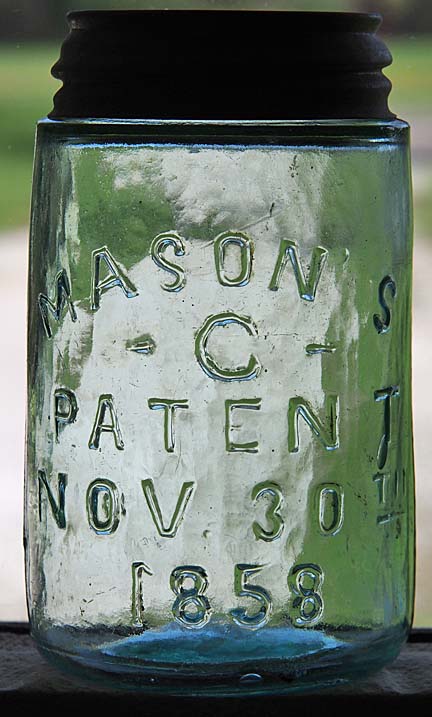 MASON'S
- C -
PATENT
NOV 30TH
1858